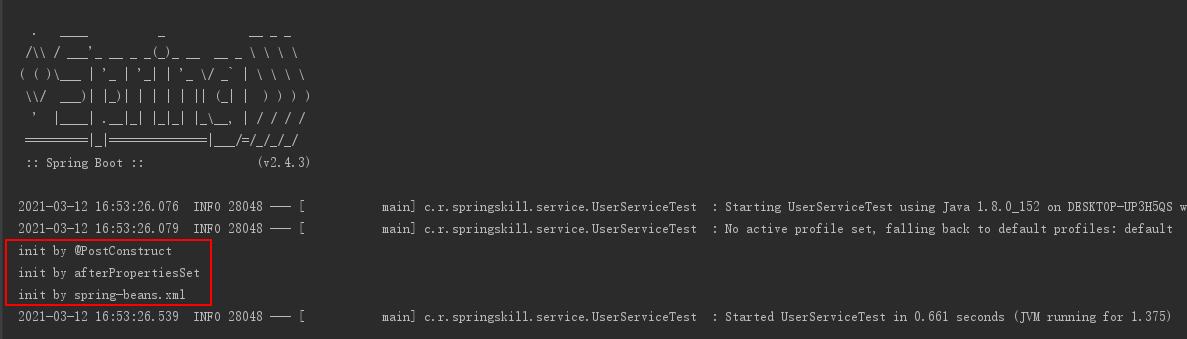 .   ____          _            __ _ _
 /\\ / ___'_ __ _ _(_)_ __  __ _ \ \ \ \
( ( )\___ | '_ | '_| | '_ \/ _` | \ \ \ \
 \\/  ___)| |_)| | | | | || (_| |  ) ) ) )
  '  |____| .__|_| |_|_| |_\__, | / / / /
 =========|_|==============|___/=/_/_/_/
 :: Spring Boot ::                (v2.4.3)
2021-03-12 16:53:26.076  INFO 28048 --- [           main] c.r.springskill.service.UserServiceTest  : Starting UserServiceTest using Java 1.8.0_152 on DESKTOP-UP3H5QS w
2021-03-12 16:53:26.079  INFO 28048 --- [           main] c.r.springskill.service.UserServiceTest  : No active profile set, falling back to default profiles: default
init by @PostConstruct
init by afterPropertiesSet
init by spring-beans.xml
2021-03-12 16:53:26.539  INFO 28048 --- [           main] c.r.springskill.service.UserServiceTest  : Started UserServiceTest in 0.661 seconds (JVM running for 1.375)